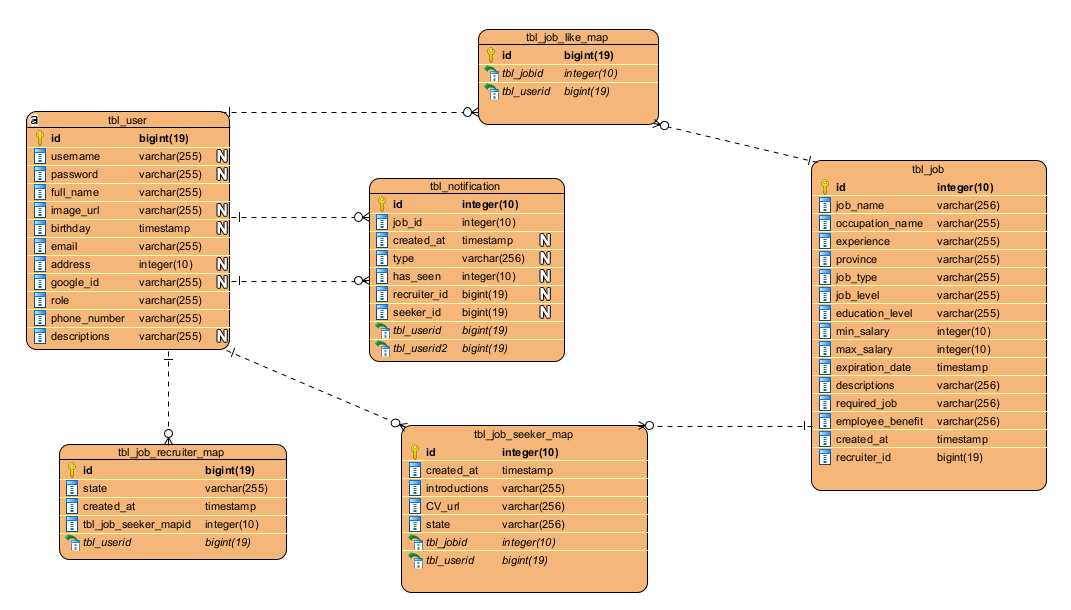 tbl_job_like_map
id bigint(19)
tbl_jobid integer(10)
tbl_userid bigint(19)
a
tbl_user
id bigint(19)
username varchar(255) N
password varchar(255) N
full_name varchar(255)
image_url varchar(255) N
birthday timestamp N
email varchar(255)
address integer(10) N
google_id varchar(255) N
role varchar(255)
phone_number varchar(255)
descriptions varchar(255) N
tbl_notification
id integer(10)
job_id integer(10)
created_at timestamp N
type varchar(256) N
has_seen integer(10) N
recruiter_id bigint(19) N
seeker_id bigint(19) N
tbl_userid bigint(19)
tbl_userid2 bigint(19)
tbl_job
id integer(10)
job_name varchar(256)
occupation_name varchar(255)
experience varchar(255)
province varchar(255)
job_type varchar(255)
job_level varchar(255)
education_level varchar(255)
min_salary integer(10)
max_salary integer(10)
expiration_date timestamp
descriptions varchar(256)
required_job varchar(256)
employee_benefit varchar(256)
created_at timestamp
recruiter_id bigint(19)
tbl_job_recruiter_map
id bigint(19)
state varchar(255)
created_at timestamp
tbl_job_seeker_mapid integer(10)
tbl_userid bigint(19)
tbl_job_seeker_map
id integer(10)
created_at timestamp
introductions varchar(255)
CV_url varchar(256)
state varchar(256)
tbl_jobid integer(10)
tbl_userid bigint(19)